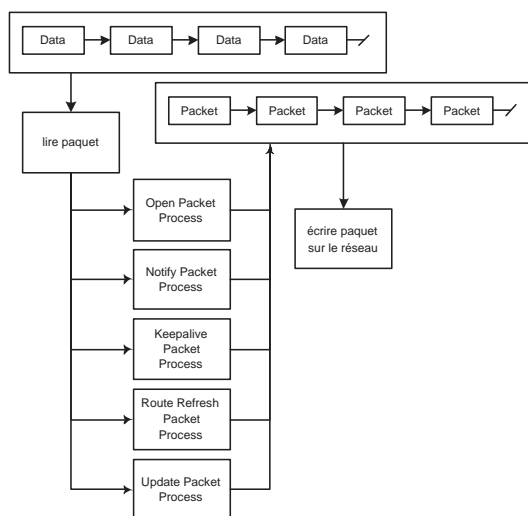 Data Data Data Data
Packet Packet Packet Packet
lire paquet
Open Packet
Process
écrire paquet
sur le réseau
Notify Packet
Process
Keepalive
Packet
Process
Route Refresh
Packet
Process
Update Packet
Process